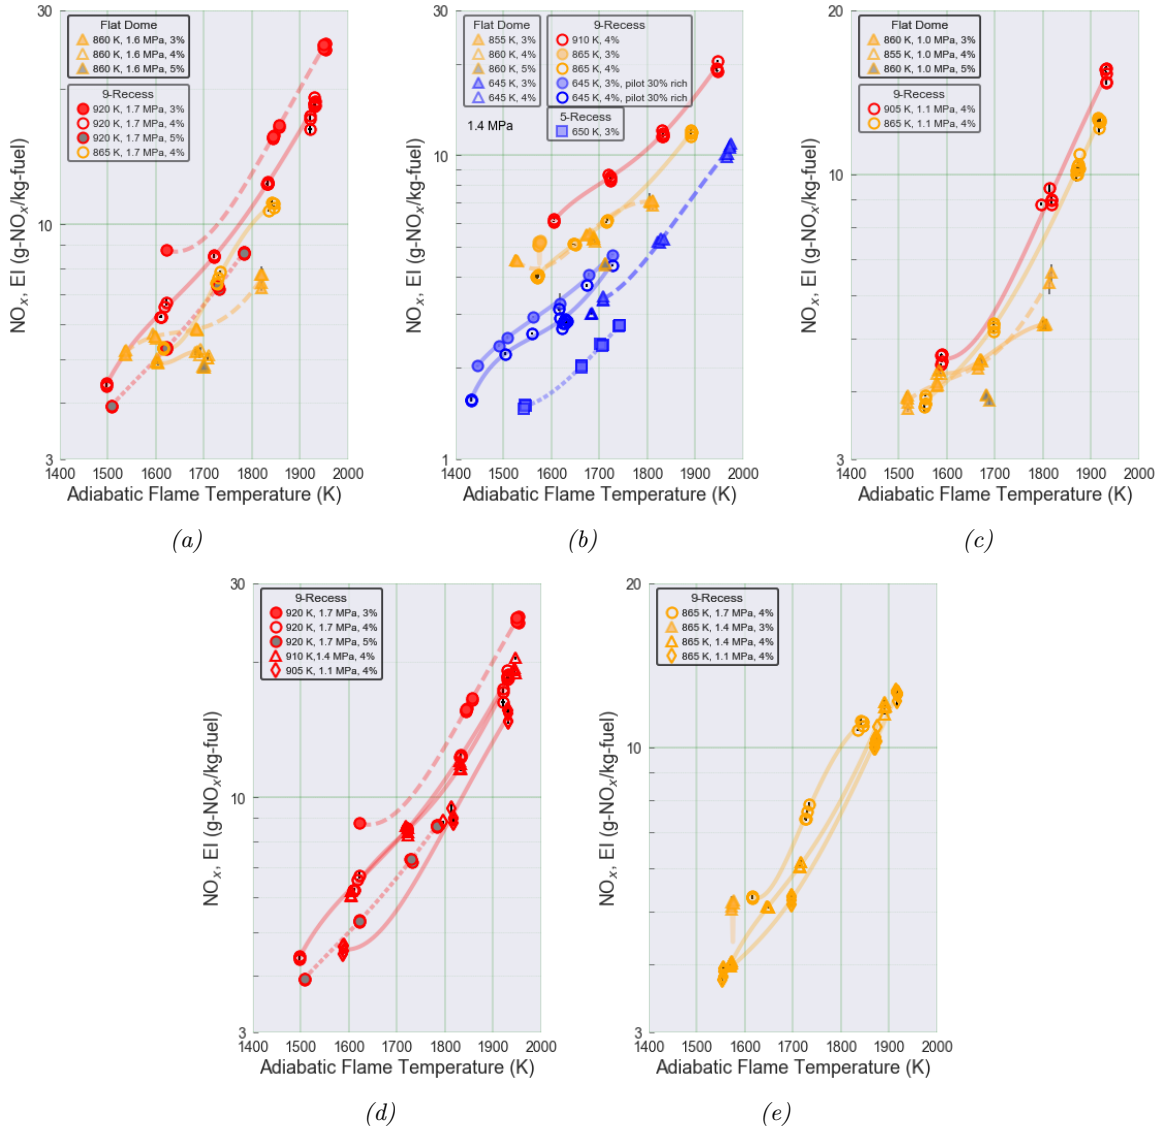 30
10
3
NOx, EI (g-NOx/kg-fuel)
Flat Dome
860 K, 1.6 MPa, 3%
860 K, 1.6 MPa, 4%
860 K, 1.6 MPa, 5%
9-Recess
920 K, 1.7 MPa, 3%
920 K, 1.7 MPa, 4%
920 K, 1.7 MPa, 5%
865 K, 1.7 MPa, 4%
1400 1500 1600 1700 1800 1900 2000
Adiabatic Flame Temperature (K)
(a)
30
10
1
NOx, EI (g-NOx/kg-fuel)
Flat Dome
855 K, 3%
860 K, 4%
860 K, 5%
645 K, 3%
645 K, 4%
9-Recess
910 K, 4%
865 K, 3%
865 K, 4%
645 K, 3%, pilot 30% rich
645 K, 4%, pilot 30% rich
5-Recess
650 K, 3%
1.4 MPa
1400 1500 1600 1700 1800 1900 2000
Adiabatic Flame Temperature (K)
(b)
20
10
3
NOx, EI (g-NOx/kg-fuel)
Flat Dome
860 K, 1.0 MPa, 3%
855 K, 1.0 MPa, 4%
860 K, 1.0 MPa, 5%
9-Recess
905 K, 1.1 MPa, 4%
865 K, 1.1 MPa, 4%
1400 1500 1600 1700 1800 1900 2000
Adiabatic Flame Temperature (K)
(c)
30
10
3
NOx, EI (g-NOx/kg-fuel)
9-Recess
920 K, 1.7 MPa, 3%
920 K, 1.7 MPa, 4%
920 K, 1.7 MPa, 5%
910 K,1.4 MPa, 4%
905 K, 1.1 MPa, 4%
1400 1500 1600 1700 1800 1900 2000
Adiabatic Flame Temperature (K)
(d)
20
10
3
NOx, EI (g-NOx/kg-fuel)
9-Recess
865 K, 1.7 MPa, 4%
865 K, 1.4 MPa, 3%
865 K, 1.4 MPa, 4%
865 K, 1.1 MPa, 4%
1400 1500 1600 1700 1800 1900 2000
Adiabatic Flame Temperature (K)
(e)